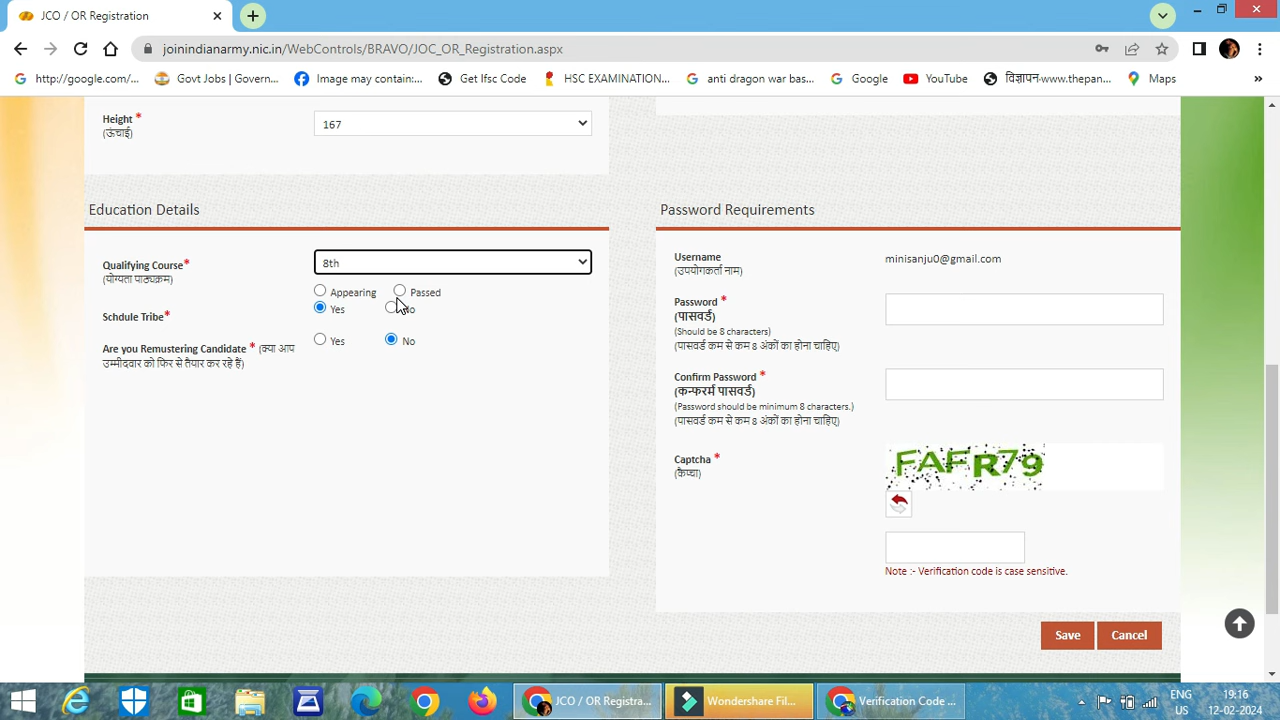 JCO / OR Registration
joinindianarmy.nic.in/WebControls/BRAVO/JOC_OR_Registration.aspx
http://google.com/... Govt Jobs | Govern... Image may contain:... Get Ifsc Code HSC EXAMINATION... anti dragon war bas... Google YouTube विज्ञापन-www.thepan... Maps »
Height *
(ऊंचाई)
167
Education Details
Qualifying Course*
(योग्यता पाठ्यक्रम)
8th
Appearing Passed
Schdule Tribe*
Yes No
Are you Remustering Candidate * (क्या आप
उम्मीदवार को फिर से तैयार कर रहे हैं)
Yes No
Password Requirements
Username
(उपयोगकर्ता नाम)
minisanju0@gmail.com
Password *
(पासवर्ड)
(Should be 8 characters)
(पासवर्ड कम से कम 8 अंकों का होना चाहिए)
Confirm Password *
(कन्फरर्म पासवर्ड)
(Password should be minimum 8 characters.)
(पासवर्ड कम से कम 8 अंकों का होना चाहिए)
Captcha *
(कैप्चा)
FAFR79
Note :- Verification code is case sensitive.
Save Cancel
JCO / OR Registra... Wondershare Fil... Verification Code ...
ENG
US
19:16
12-02-2024